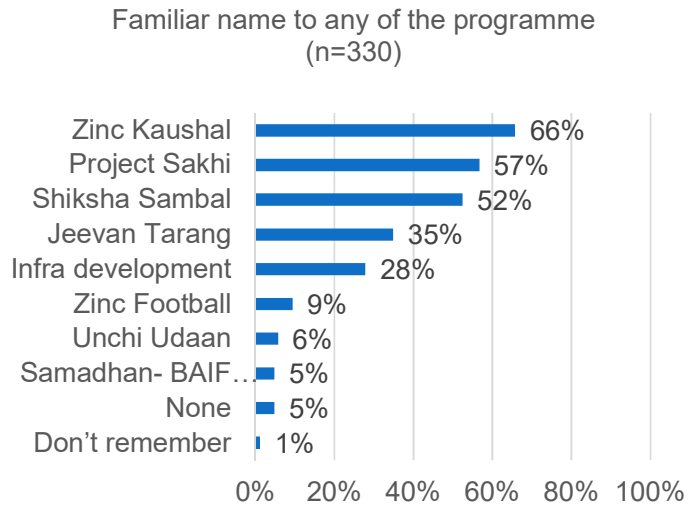 Familiar name to any of the programme
(n=330)
Zinc Kaushal 66%
Project Sakhi 57%
Shiksha Sambal 52%
Jeevan Tarang 35%
Infra development 28%
Zinc Football 9%
Unchi Udaan 6%
Samadhan- BAIF… 5%
None 5%
Don’t remember 1%
0% 20% 40% 60% 80% 100%